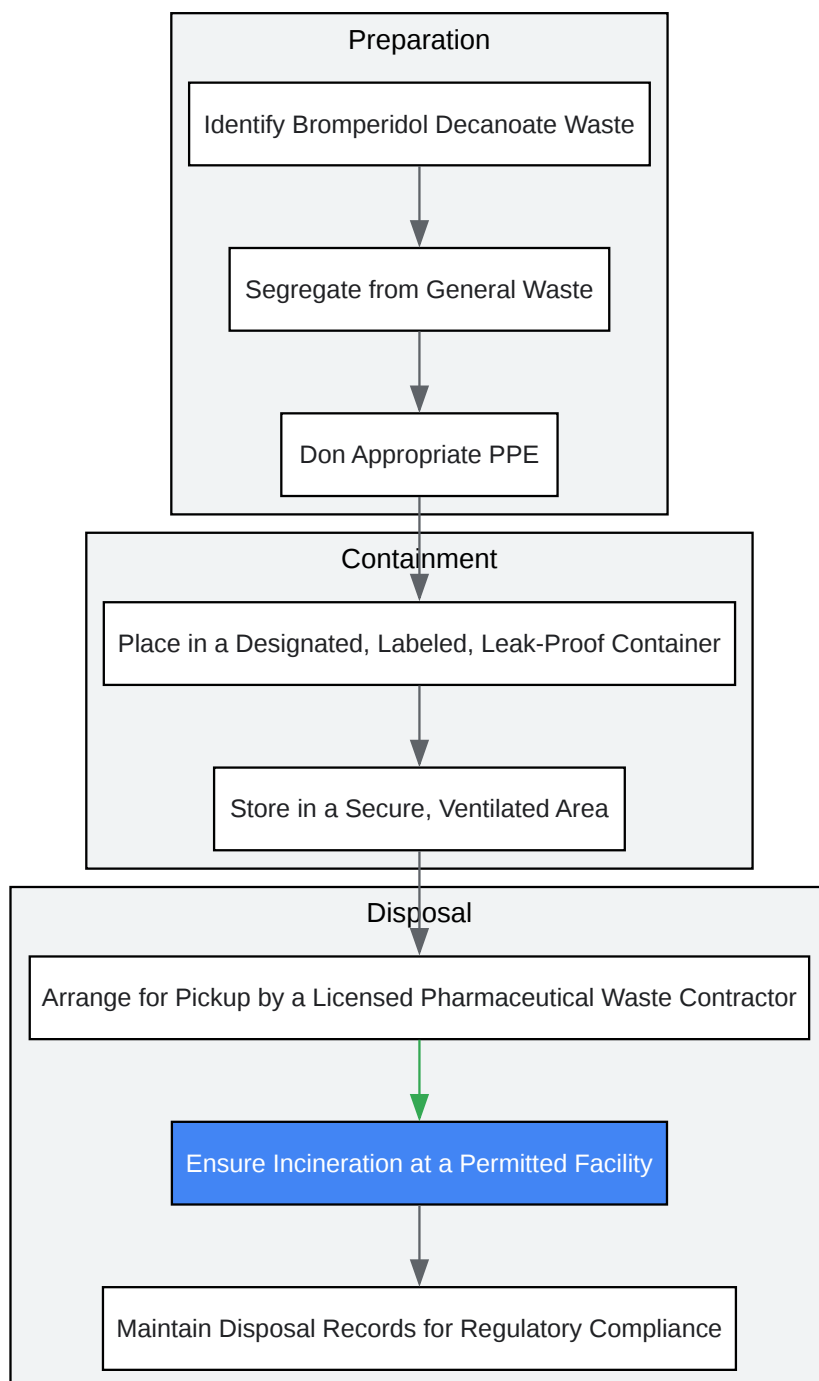 Preparation
Identify Bromperidol Decanoate Waste
Segregate from General Waste
Don Appropriate PPE
Containment
Place in a Designated, Labeled, Leak-Proof Container
Store in a Secure, Ventilated Area
Disposal
Arrange for Pickup by a Licensed Pharmaceutical Waste Contractor
Ensure Incineration at a Permitted Facility
Maintain Disposal Records for Regulatory Compliance